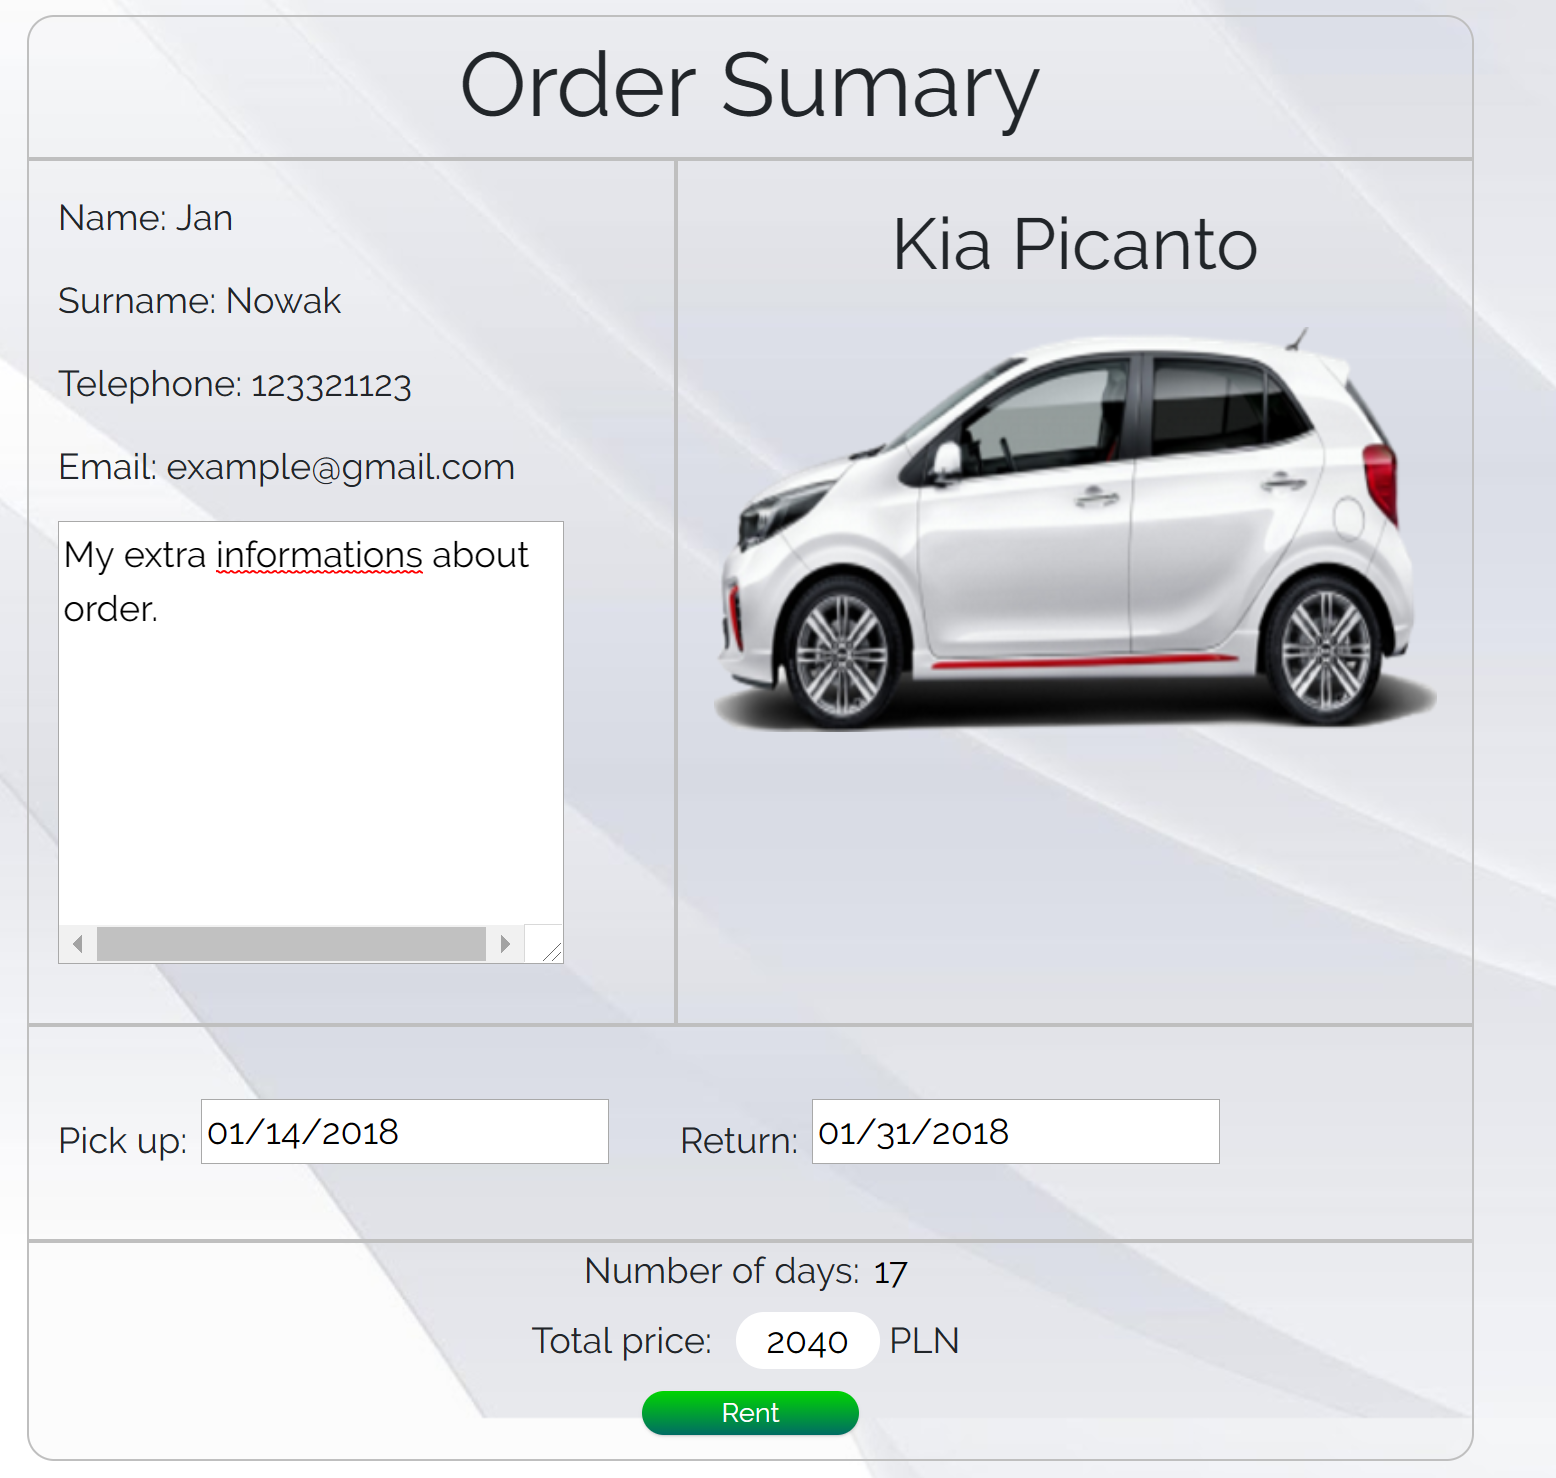 Order Sumary
Name: Jan
Surname: Nowak
Telephone: 123321123
Email: example@gmail.com
My extra informations about
order.
Kia Picanto
Pick up: 01/14/2018
Return: 01/31/2018
Number of days: 17
Total price: 2040 PLN
Rent